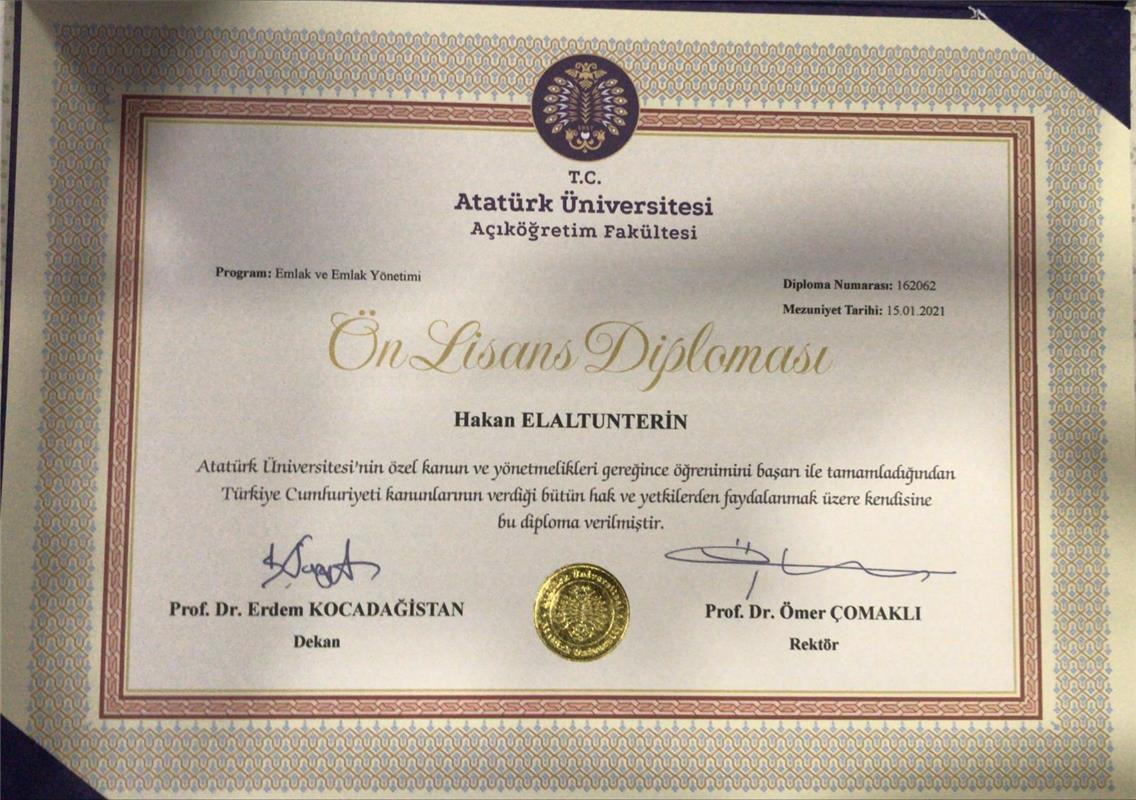 1957
T.C.
Atatürk Üniversitesi
Açıköğretim Fakültesi
Program: Emlak ve Emlak Yönetimi
Diploma Numarası: 162062
Mezuniyet Tarihi: 15.01.2021
Ön Lisans Diploması
Hakan ELALTUNTERİN
Atatürk Üniversitesi'nin özel kanun ve yönetmelikleri gereğince öğrenimini başarı ile tamamladığından
Türkiye Cumhuriyeti kanunlarının verdiği bütün hak ve yetkilerden faydalanmak üzere kendisine
bu diploma verilmiştir.
Prof. Dr. Erdem KOCADAĞİSTAN
Dekan
Prof. Dr. Ömer ÇOMAKLI
Rektör